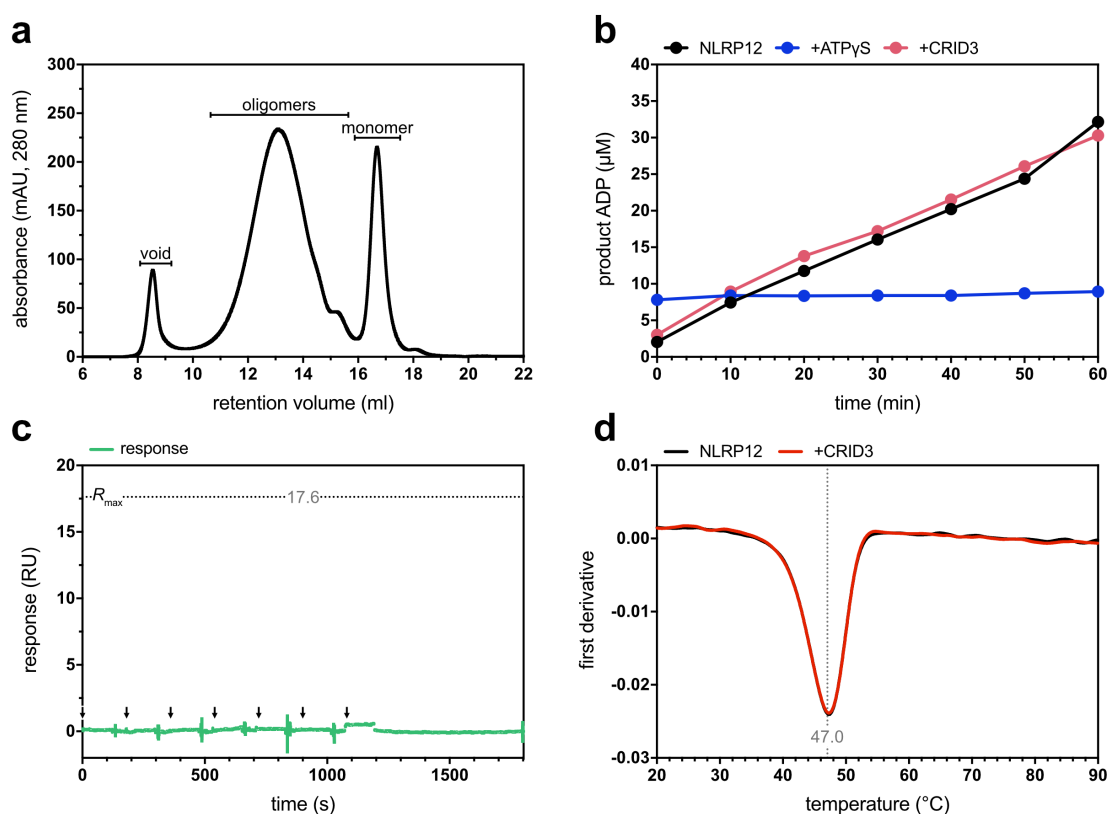 a
300
250
200
150
100
50
0
absorbance (mAU, 280 nm)
void
oligomers
monomer
6 8 10 12 14 16 18 20 22
retention volume (ml)
b
NLRP12 +ATPγS +CRID3
40
35
30
25
20
15
10
5
0
product ADP (μM)
0 10 20 30 40 50 60
time (min)
c
response
20
15
10
5
0
response (RU)
Rmax 17.6
0 500 1000 1500
time (s)
d
NLRP12 +CRID3
0.01
0.00
-0.01
-0.02
-0.03
first derivative
47.0
20 30 40 50 60 70 80 90
temperature (°C)